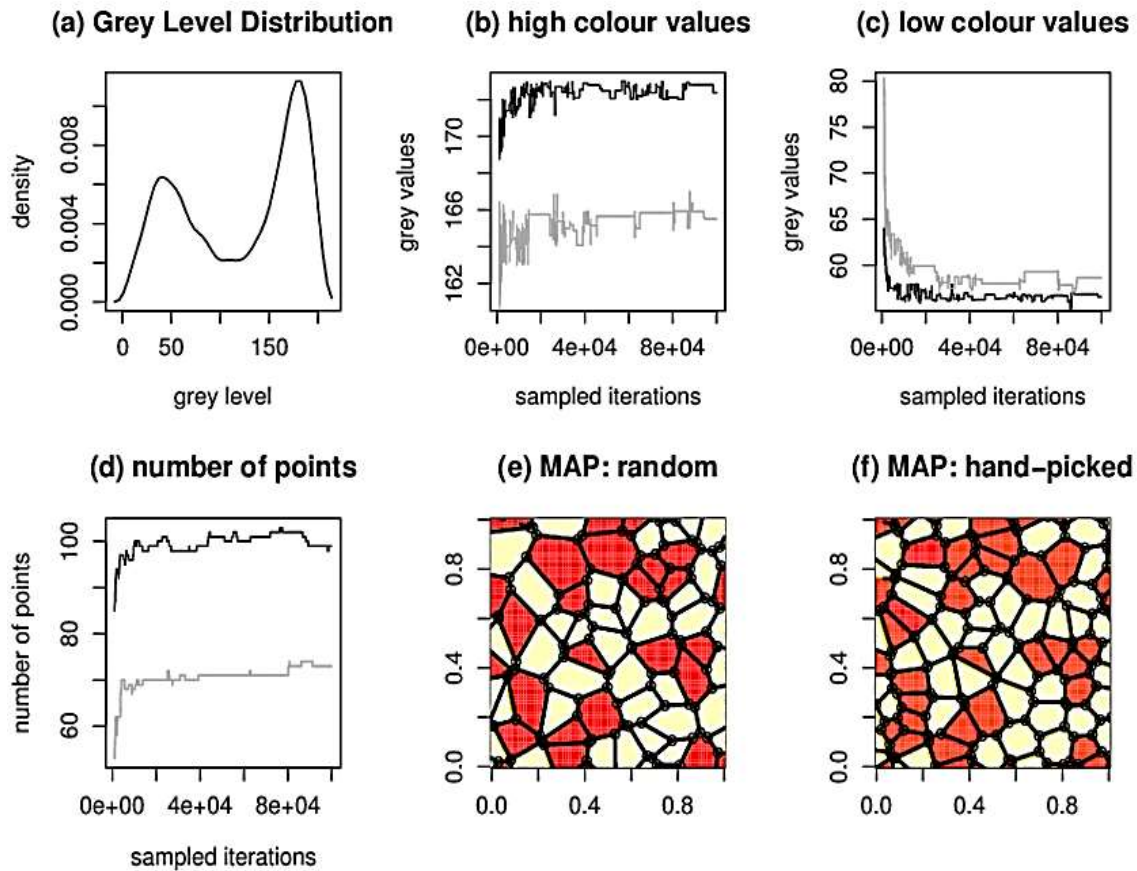 (a) Grey Level Distribution
density
0.000 0.004 0.008
0 50 150
grey level
(b) high colour values
grey values
162 166 170
0e+00 4e+04 8e+04
sampled iterations
(c) low colour values
grey values
60 65 70 75 80
0e+00 4e+04 8e+04
sampled iterations
(d) number of points
number of points
60 80 100
0e+00 4e+04 8e+04
sampled iterations
(e) MAP: random
0.0 0.4 0.8
0.0 0.4 0.8
(f) MAP: hand−picked
0.0 0.4 0.8
0.0 0.4 0.8